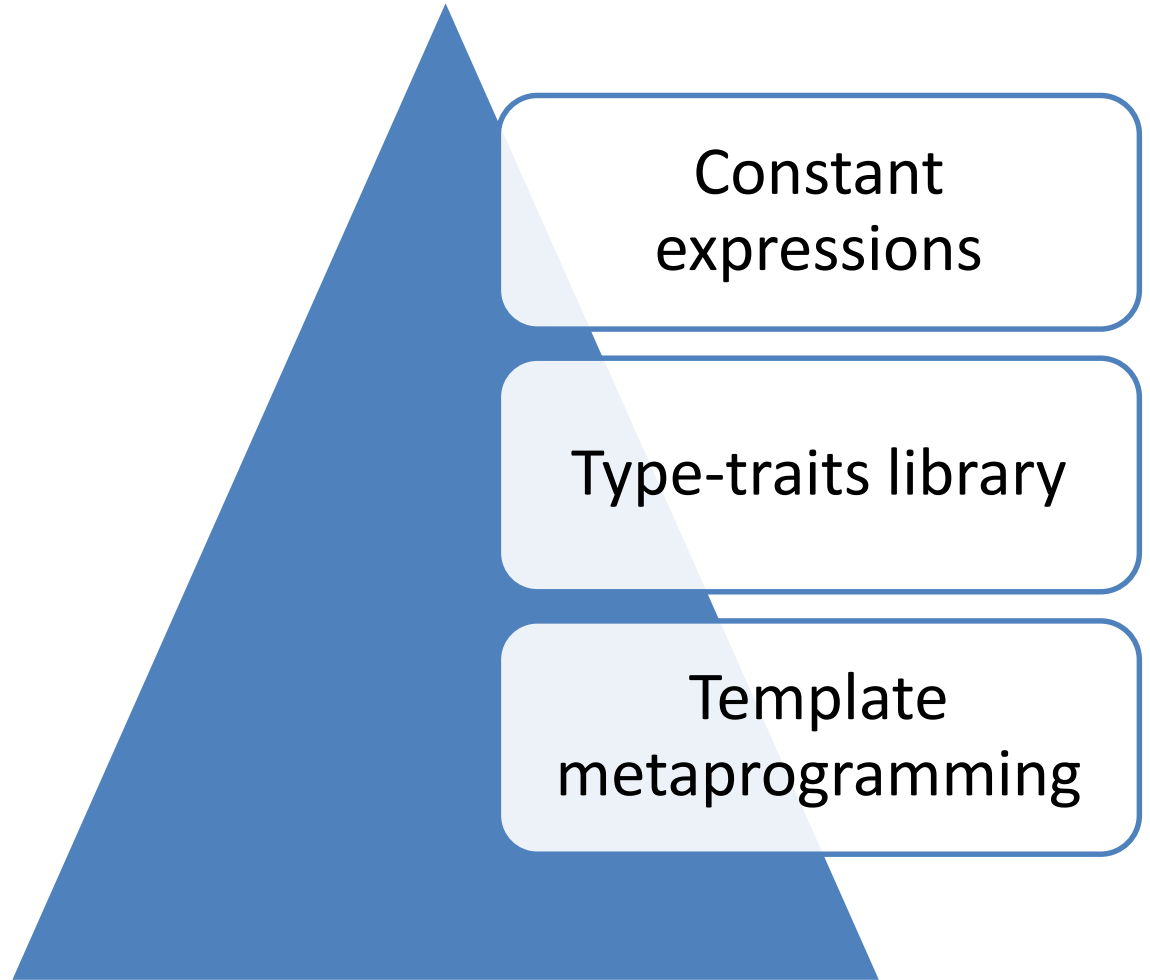 Constant
expressions
Type-traits library
Template
metaprogramming